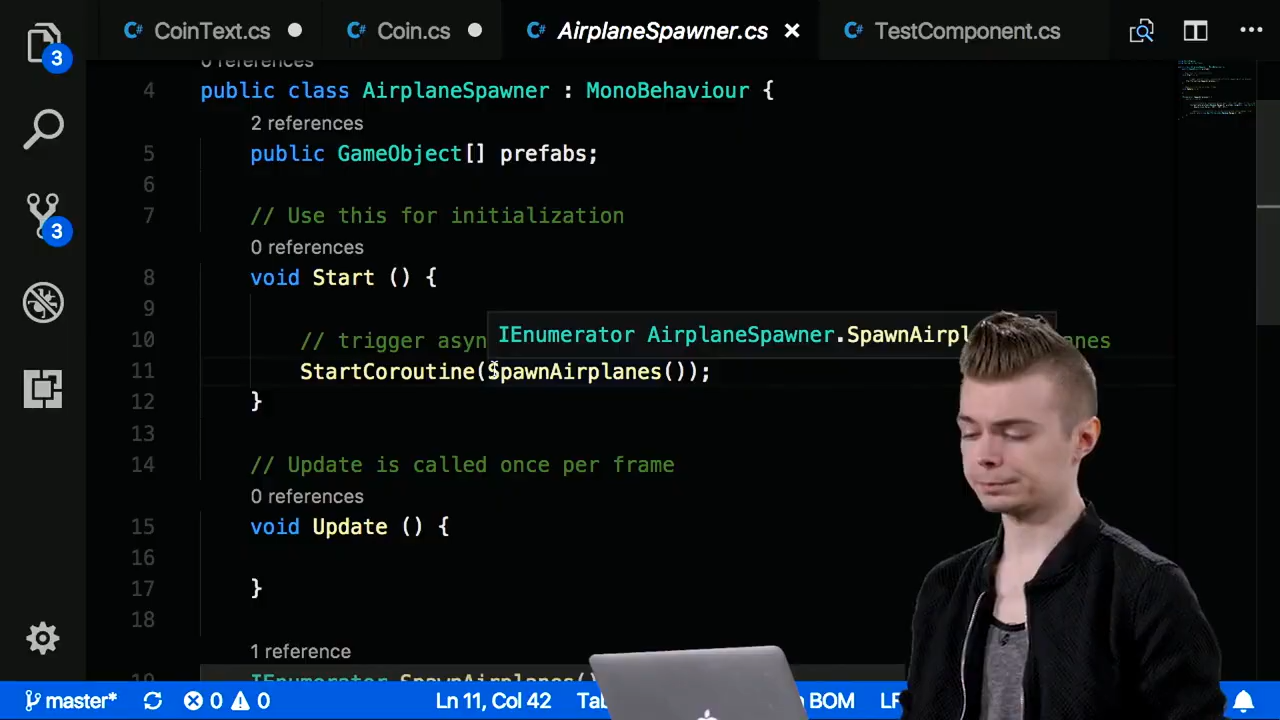 3
3
C# CoinText.cs
C# Coin.cs
C# AirplaneSpawner.cs
C# TestComponent.cs
4 public class AirplaneSpawner : MonoBehaviour {
2 references
5 public GameObject[] prefabs;
6
7 // Use this for initialization
0 references
8 void Start () {
9
IEnumerator AirplaneSpawner.SpawnAirpl
10 // trigger asyn
11 StartCoroutine(SpawnAirplanes());
12 }
13
14 // Update is called once per frame
0 references
15 void Update () {
16
17 }
18
1 reference
master* 0 0 Ln 11, Col 42 BOM